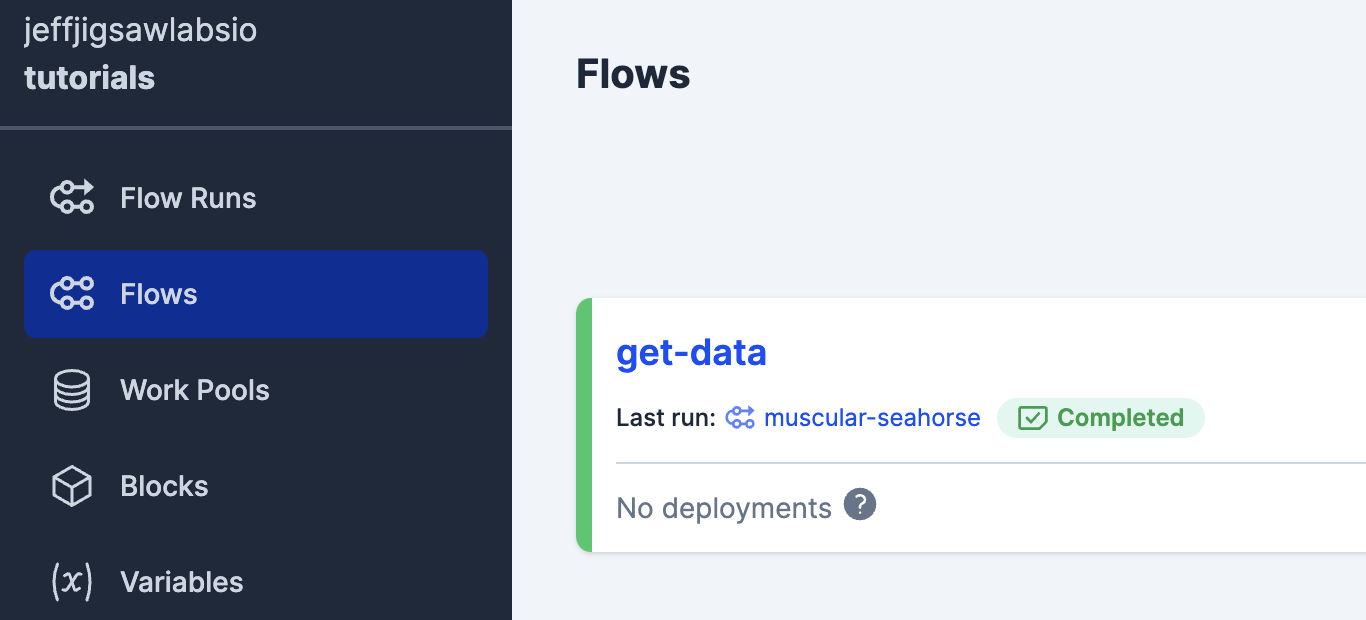 jeffjigsawlabsio
tutorials
Flow Runs
Flows
Work Pools
Blocks
(x) Variables
Flows
get-data
Last run: muscular-seahorse Completed
No deployments ?